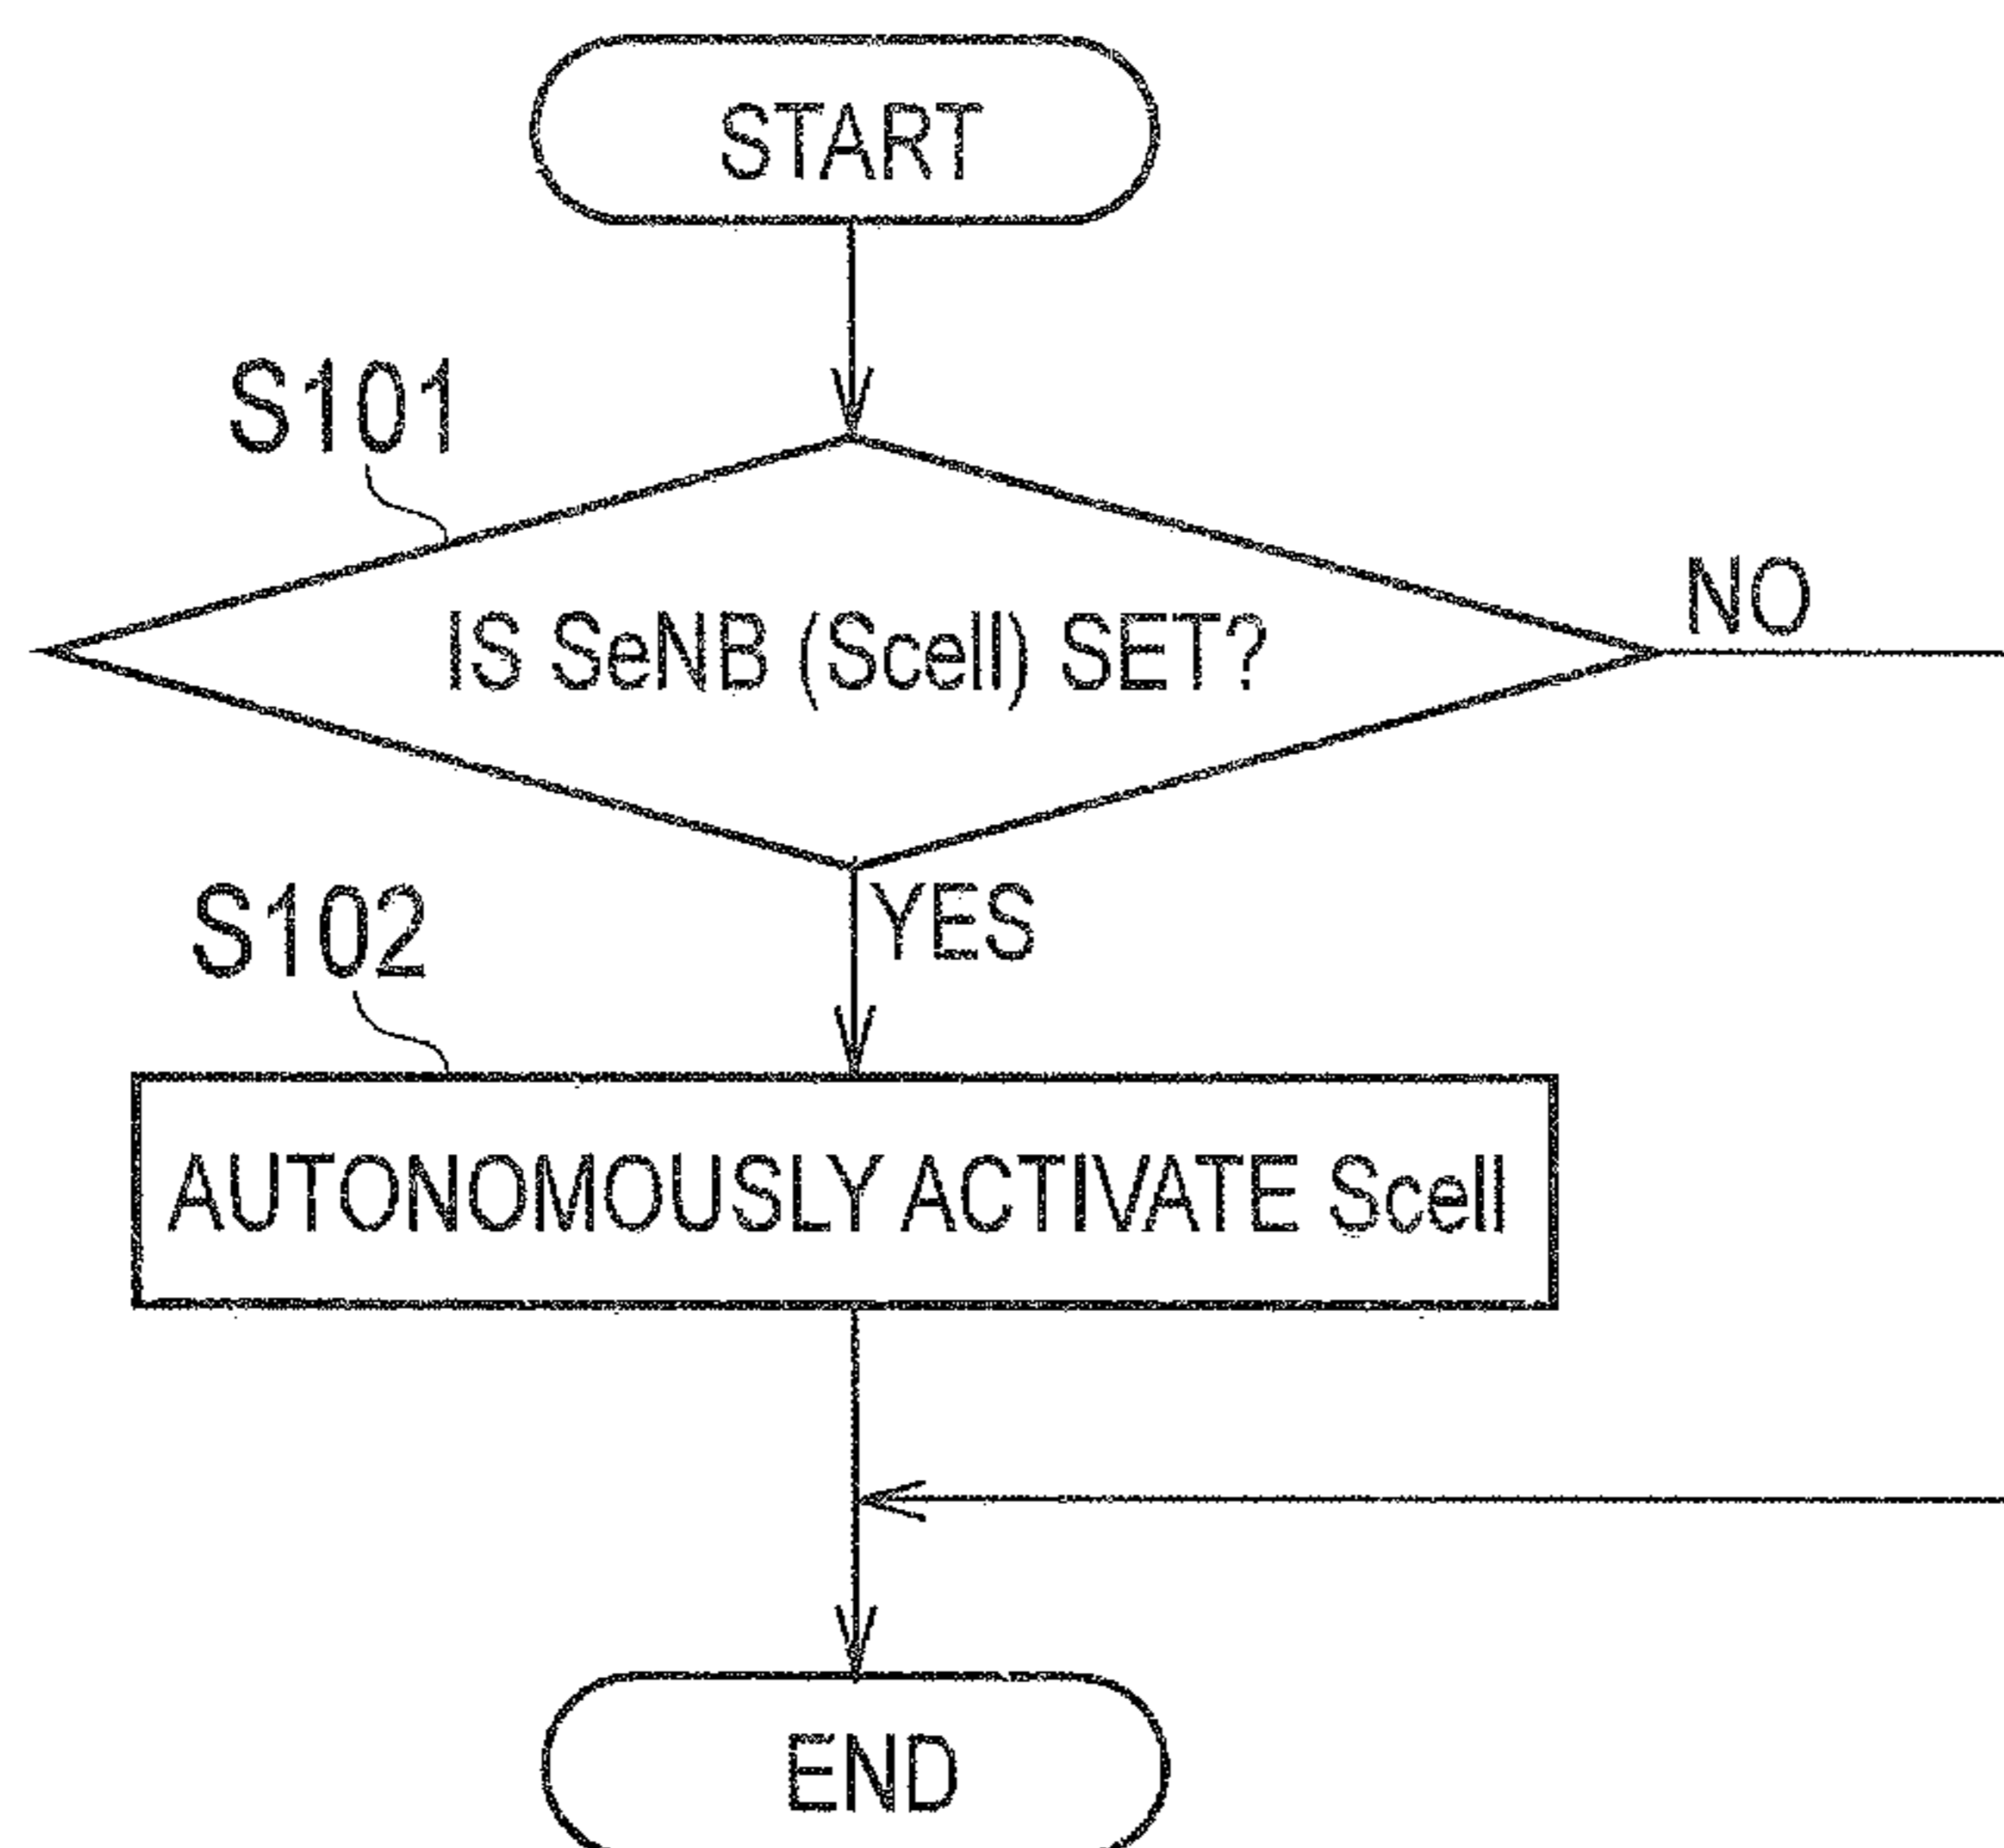 START
S101
IS SeNB (Scell) SET?
NO
YES
S102
AUTONOMOUSLY ACTIVATE Scell
END